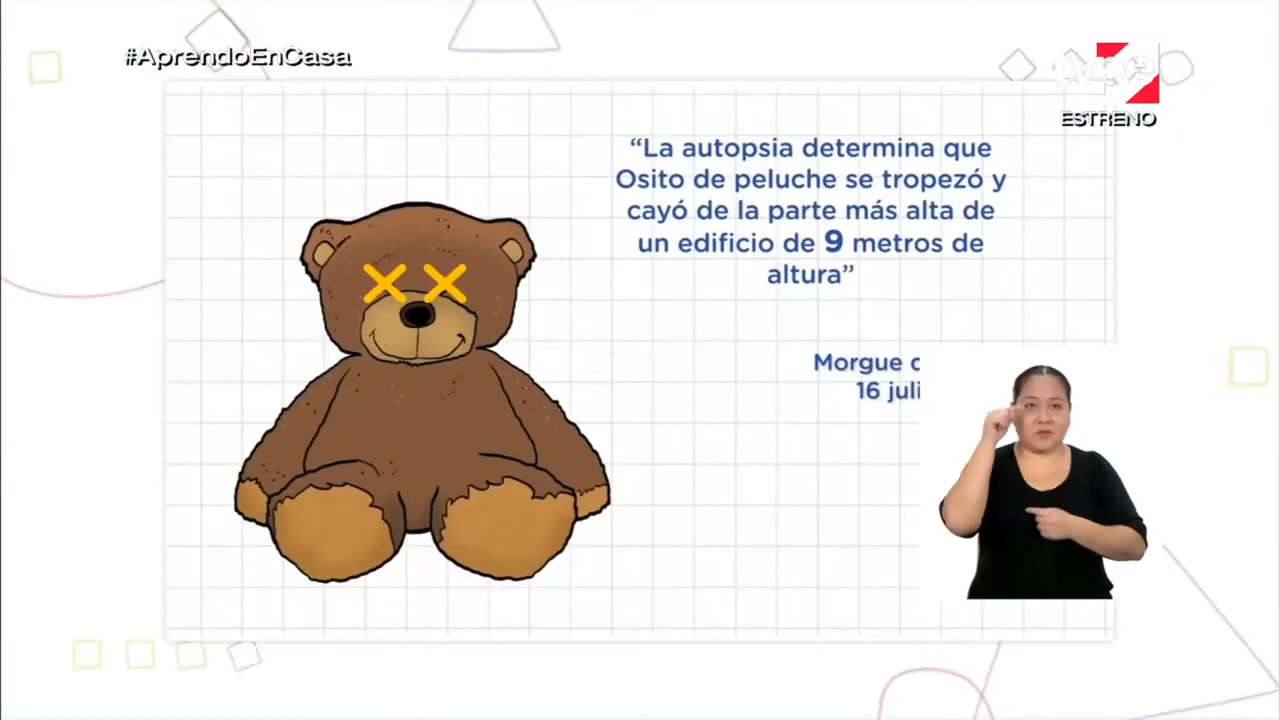 #AprendoEnCasa
ESTRENO
“La autopsia determina que
Osito de peluche se tropezó y
cayó de la parte más alta de
un edificio de 9 metros de
altura”
Morgue
16